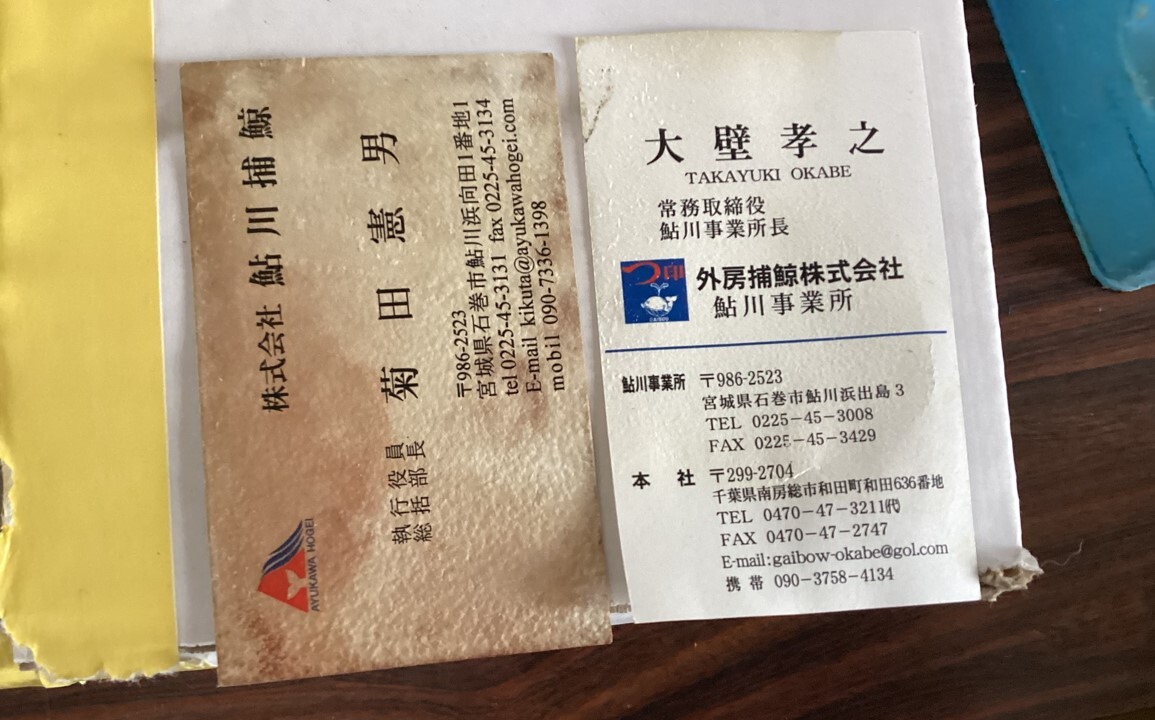 株式会社 鮎川捕鯨
執行役員
総括部長
菊田憲男
〒986-2523
宮城県石巻市鮎川浜向田1番地1
tel 0225-45-3131 fax 0225-45-3134
E-mail kikuta@ayukawahogei.com
mobil 090-7336-1398
AYUKAWA HOGEI
大壁孝之
TAKAYUKI OKABE
常務取締役
鮎川事業所長
つ印
外房捕鯨株式会社
鮎川事業所
鮎川事業所 〒986-2523
宮城県石巻市鮎川浜出島3
TEL 0225-45-3008
FAX 0225-45-3429
本社 〒299-2704
千葉県南房総市和田町和田636番地
TEL 0470-47-3211㈹
FAX 0470-47-2747
E-mail:gaibow-okabe@gol.com
携帯 090-3758-4134